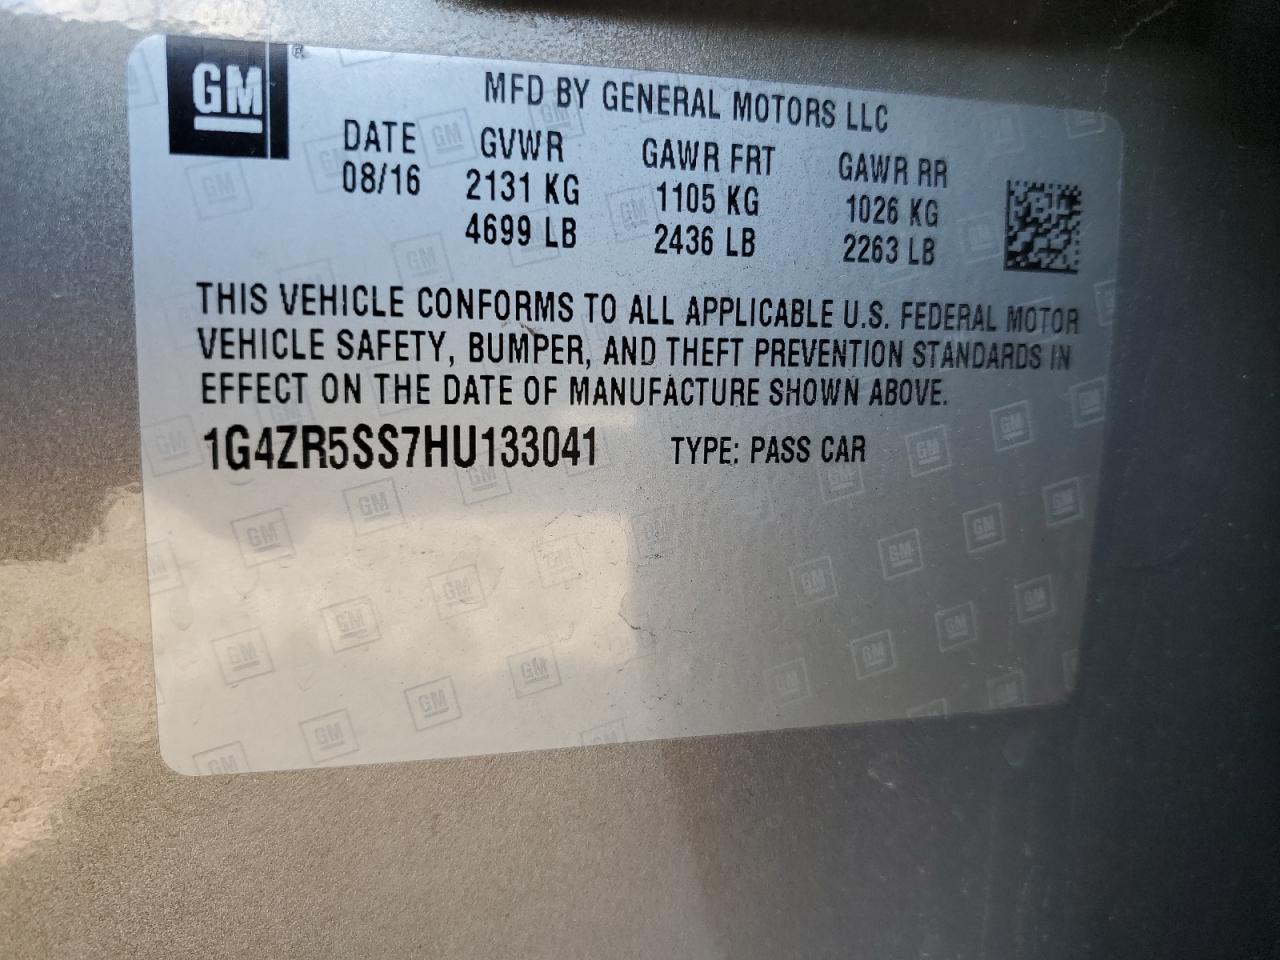 GM
MFD BY GENERAL MOTORS LLC
DATE GVWR GAWR FRT GAWR RR
08/16 2131 KG 1105 KG 1026 KG
4699 LB 2436 LB 2263 LB
THIS VEHICLE CONFORMS TO ALL APPLICABLE U.S. FEDERAL MOTOR
VEHICLE SAFETY, BUMPER, AND THEFT PREVENTION STANDARDS IN
EFFECT ON THE DATE OF MANUFACTURE SHOWN ABOVE.
1G4ZR5SS7HU133041 TYPE: PASS CAR